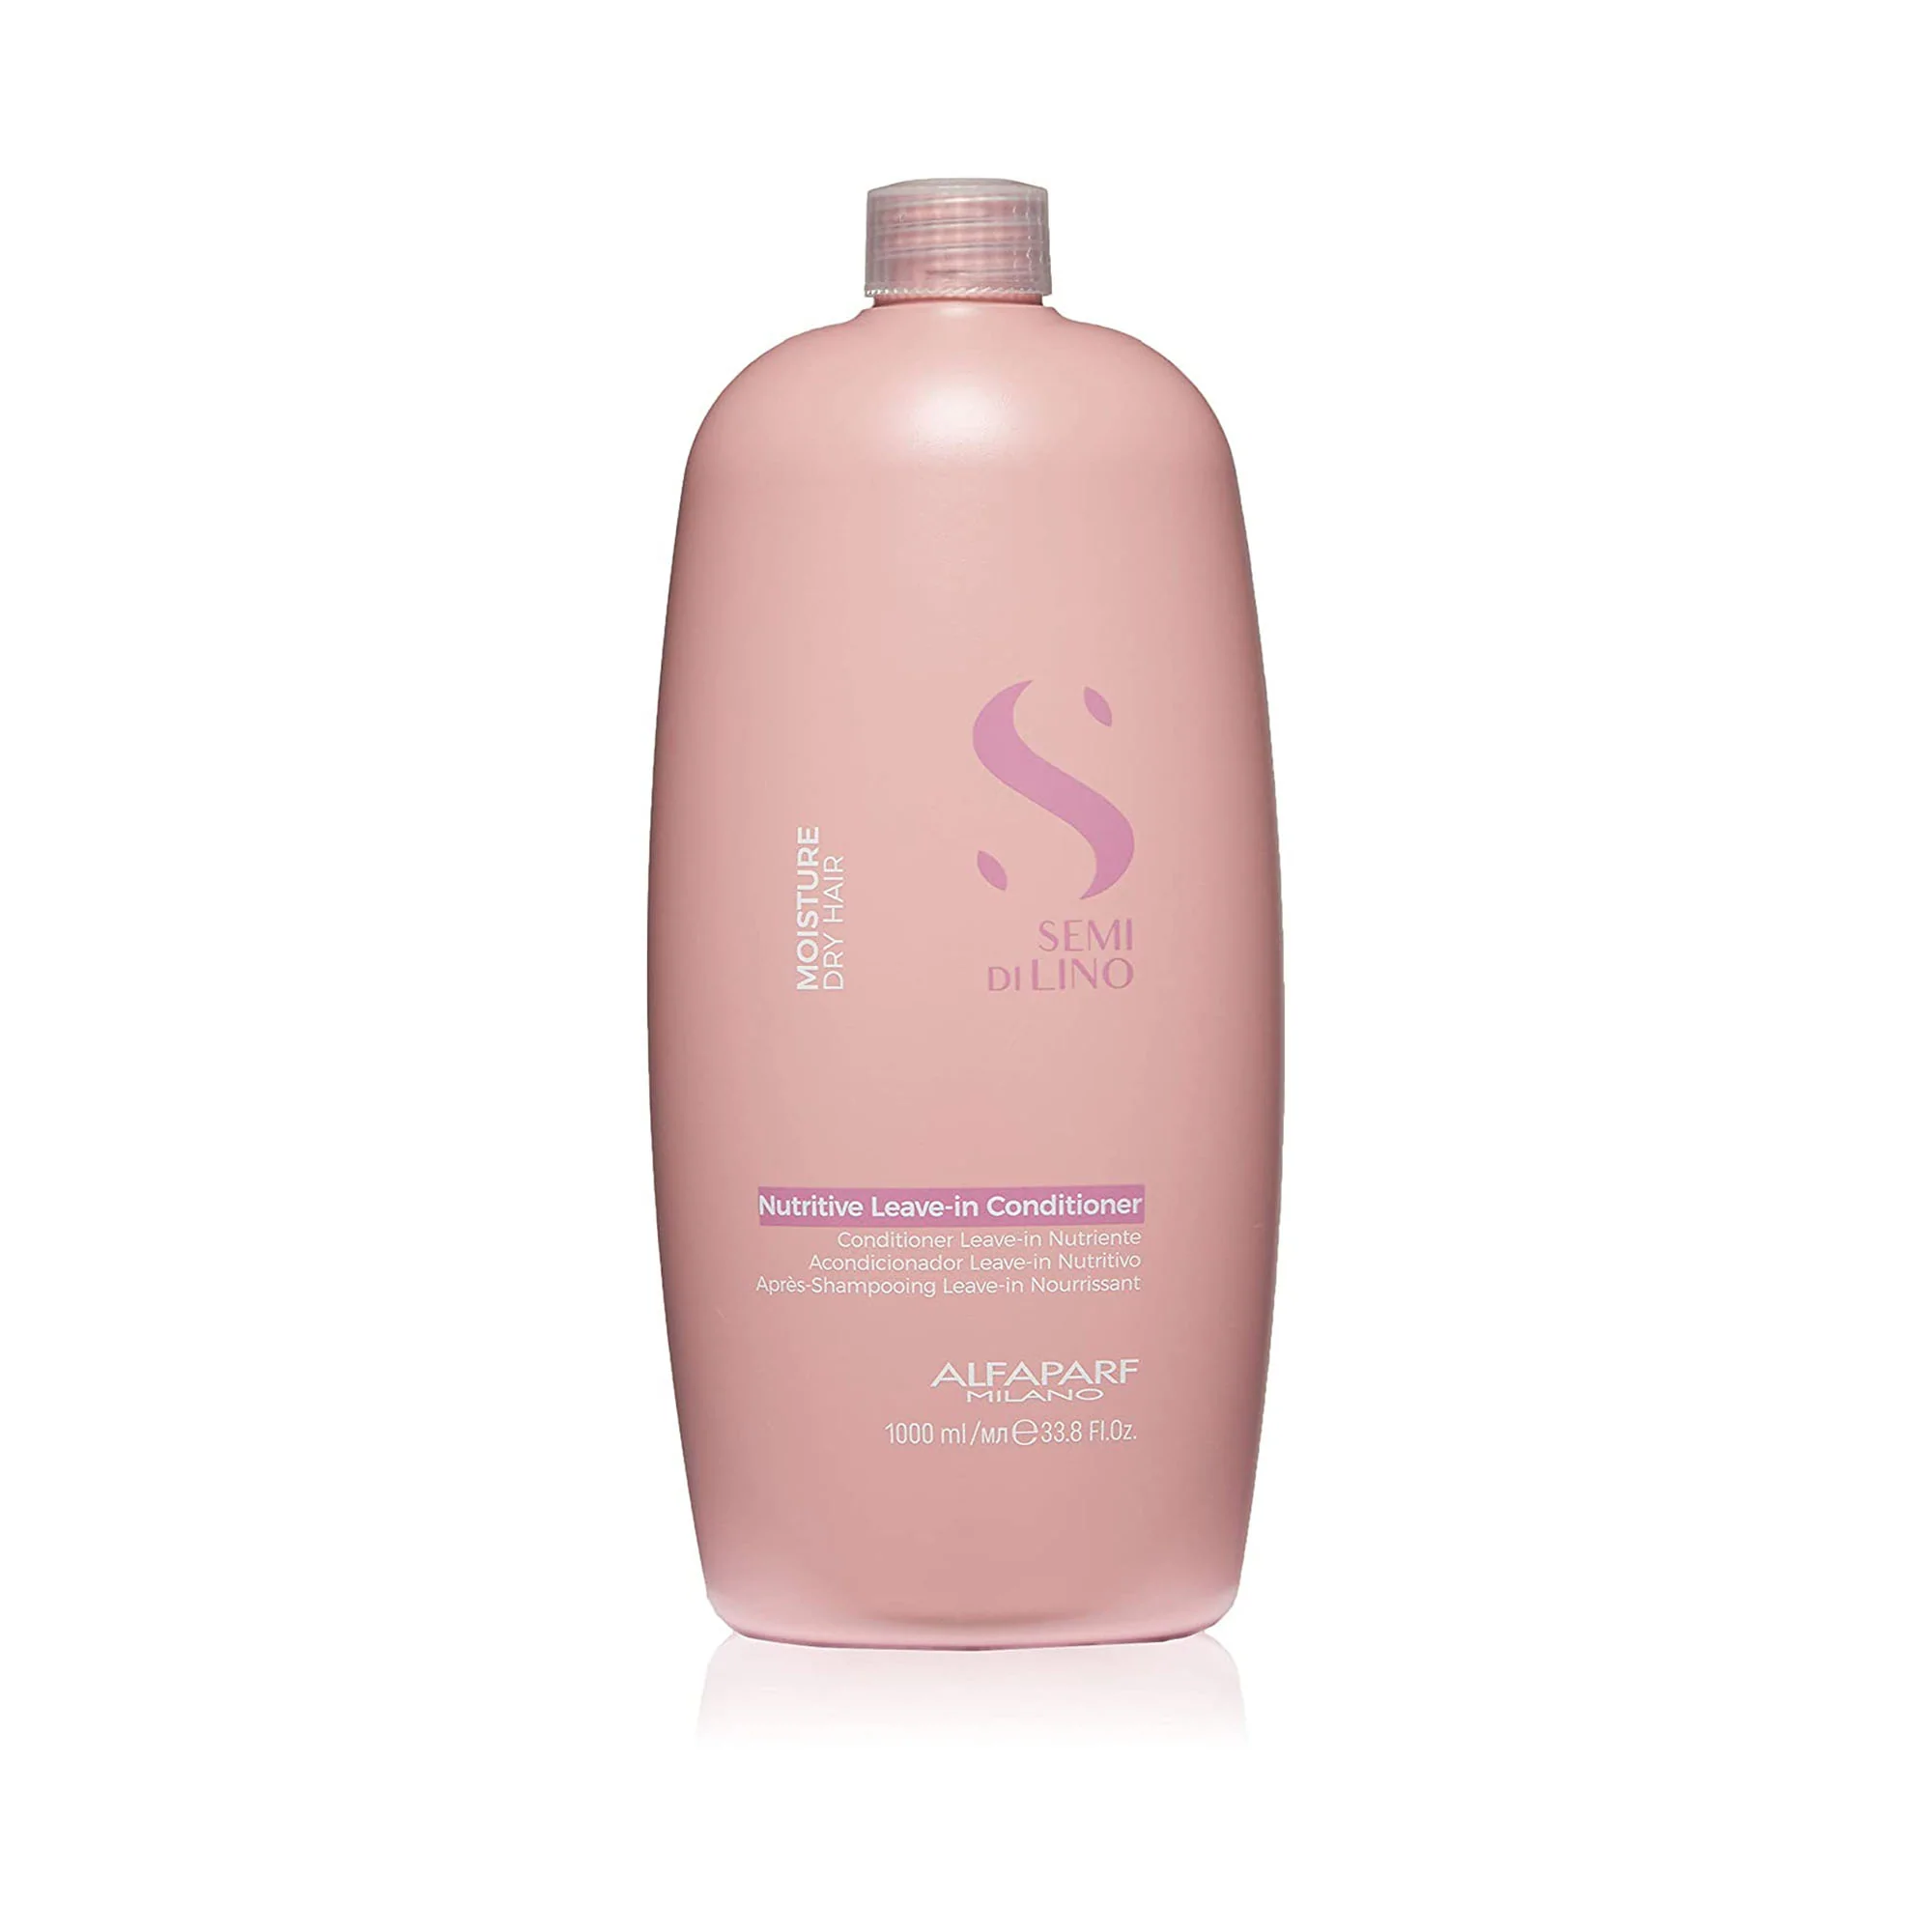 MOISTURE
DRY HAIR
SEMI
DI LINO
Nutritive Leave-in Conditioner
Conditioner Leave-in Nutriente
Acondicionador Leave-in Nutritivo
Après-Shampooing Leave-in Nourrissant
ALFAPARF
MILANO
1000 ml/мл℮33.8 Fl.Oz.